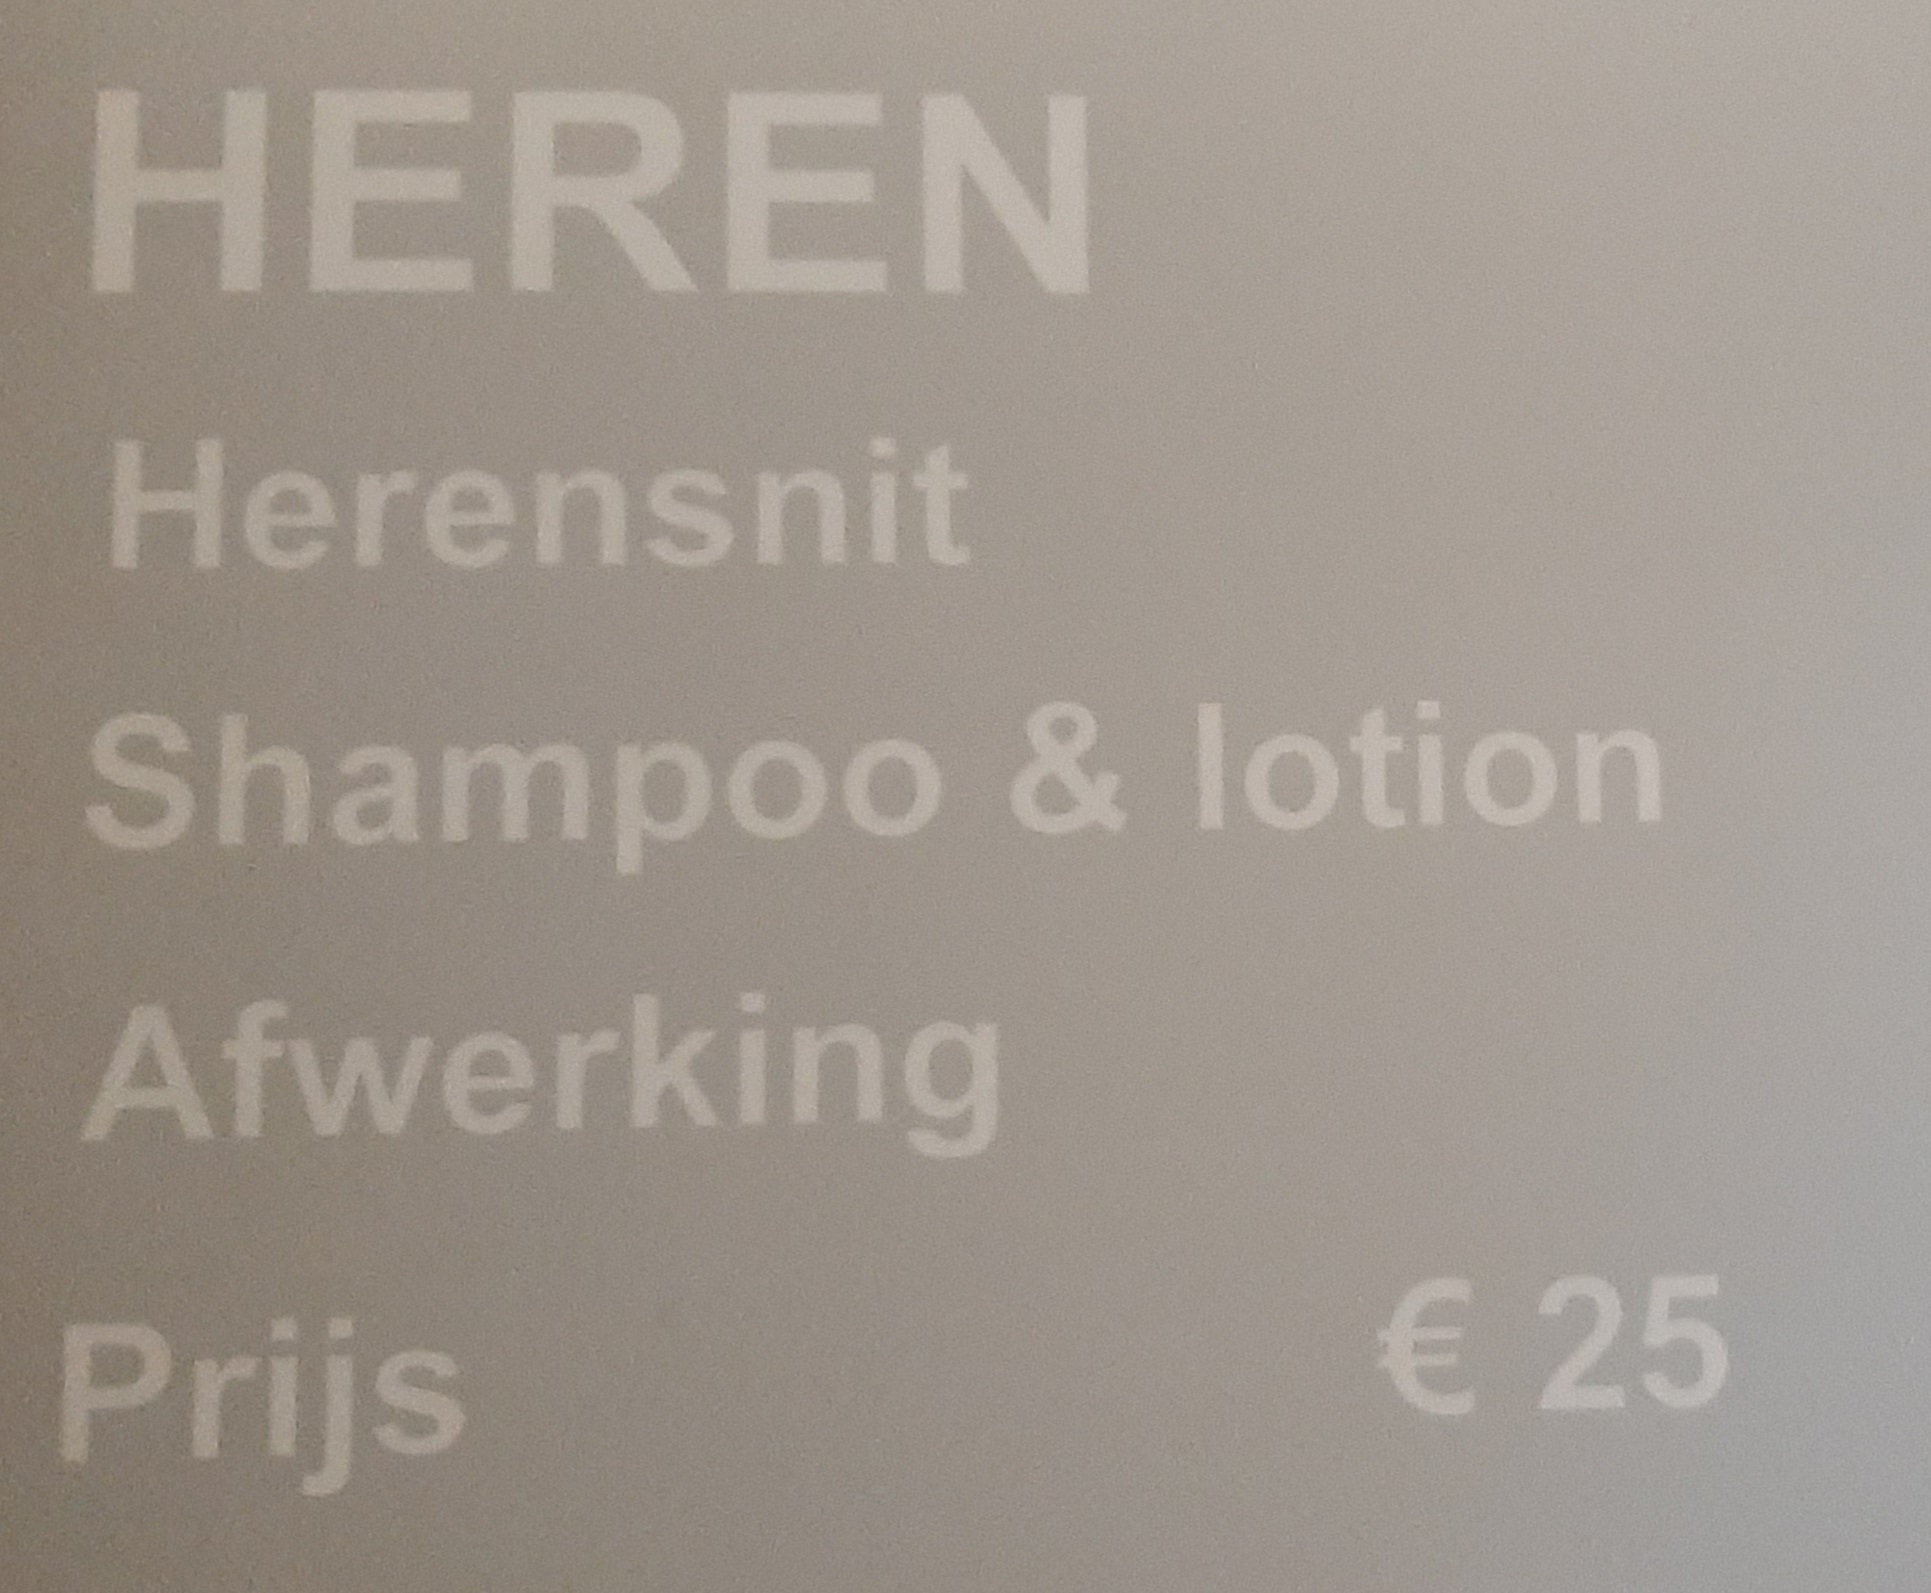 HEREN
Herensnit
Shampoo & lotion
Afwerking
Prijs € 25